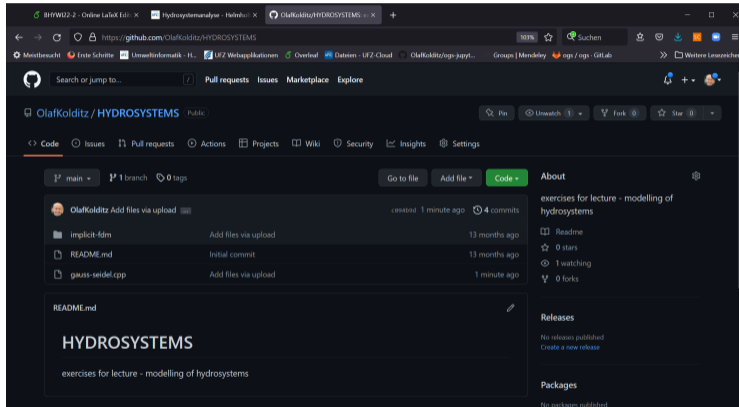 BHYWI22-2 - Online LaTeX Edit
Hydrosystemanalyse - Helmhol
OlafKolditz/HYDROSYSTEMS: ex
https://github.com/OlafKolditz/HYDROSYSTEMS
103%
Suchen
Meistbesucht
Erste Schritte
Umweltinformatik - H...
UFZ Webapplikationen
Overleaf
Dateien - UFZ-Cloud
OlafKolditz/ogs-jupyt...
Groups | Mendeley
ogs / ogs · GitLab
Weitere Lesezeichen
Search or jump to...
/
Pull requests
Issues
Marketplace
Explore
OlafKolditz / HYDROSYSTEMS
Public
Pin
Unwatch 1
Fork 0
Star 0
Code
Issues
Pull requests
Actions
Projects
Wiki
Security
Insights
Settings
main
1 branch
0 tags
Go to file
Add file
Code
OlafKolditz Add files via upload ...
1 minute ago
4 commits
implicit-fdm
Add files via upload
13 months ago
README.md
Initial commit
13 months ago
gauss-seidel.cpp
Add files via upload
1 minute ago
README.md
HYDROSYSTEMS
exercises for lecture - modelling of hydrosystems
About
exercises for lecture - modelling of
hydrosystems
Readme
0 stars
1 watching
0 forks
Releases
No releases published
Create a new release
Packages
No packages published